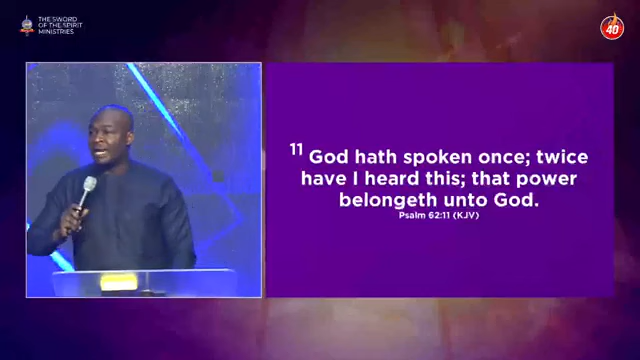 THE SWORD
OF THE SPIRIT
MINISTRIES
40
11 God hath spoken once; twice
have I heard this; that power
belongeth unto God.
Psalm 62:11 (KJV)